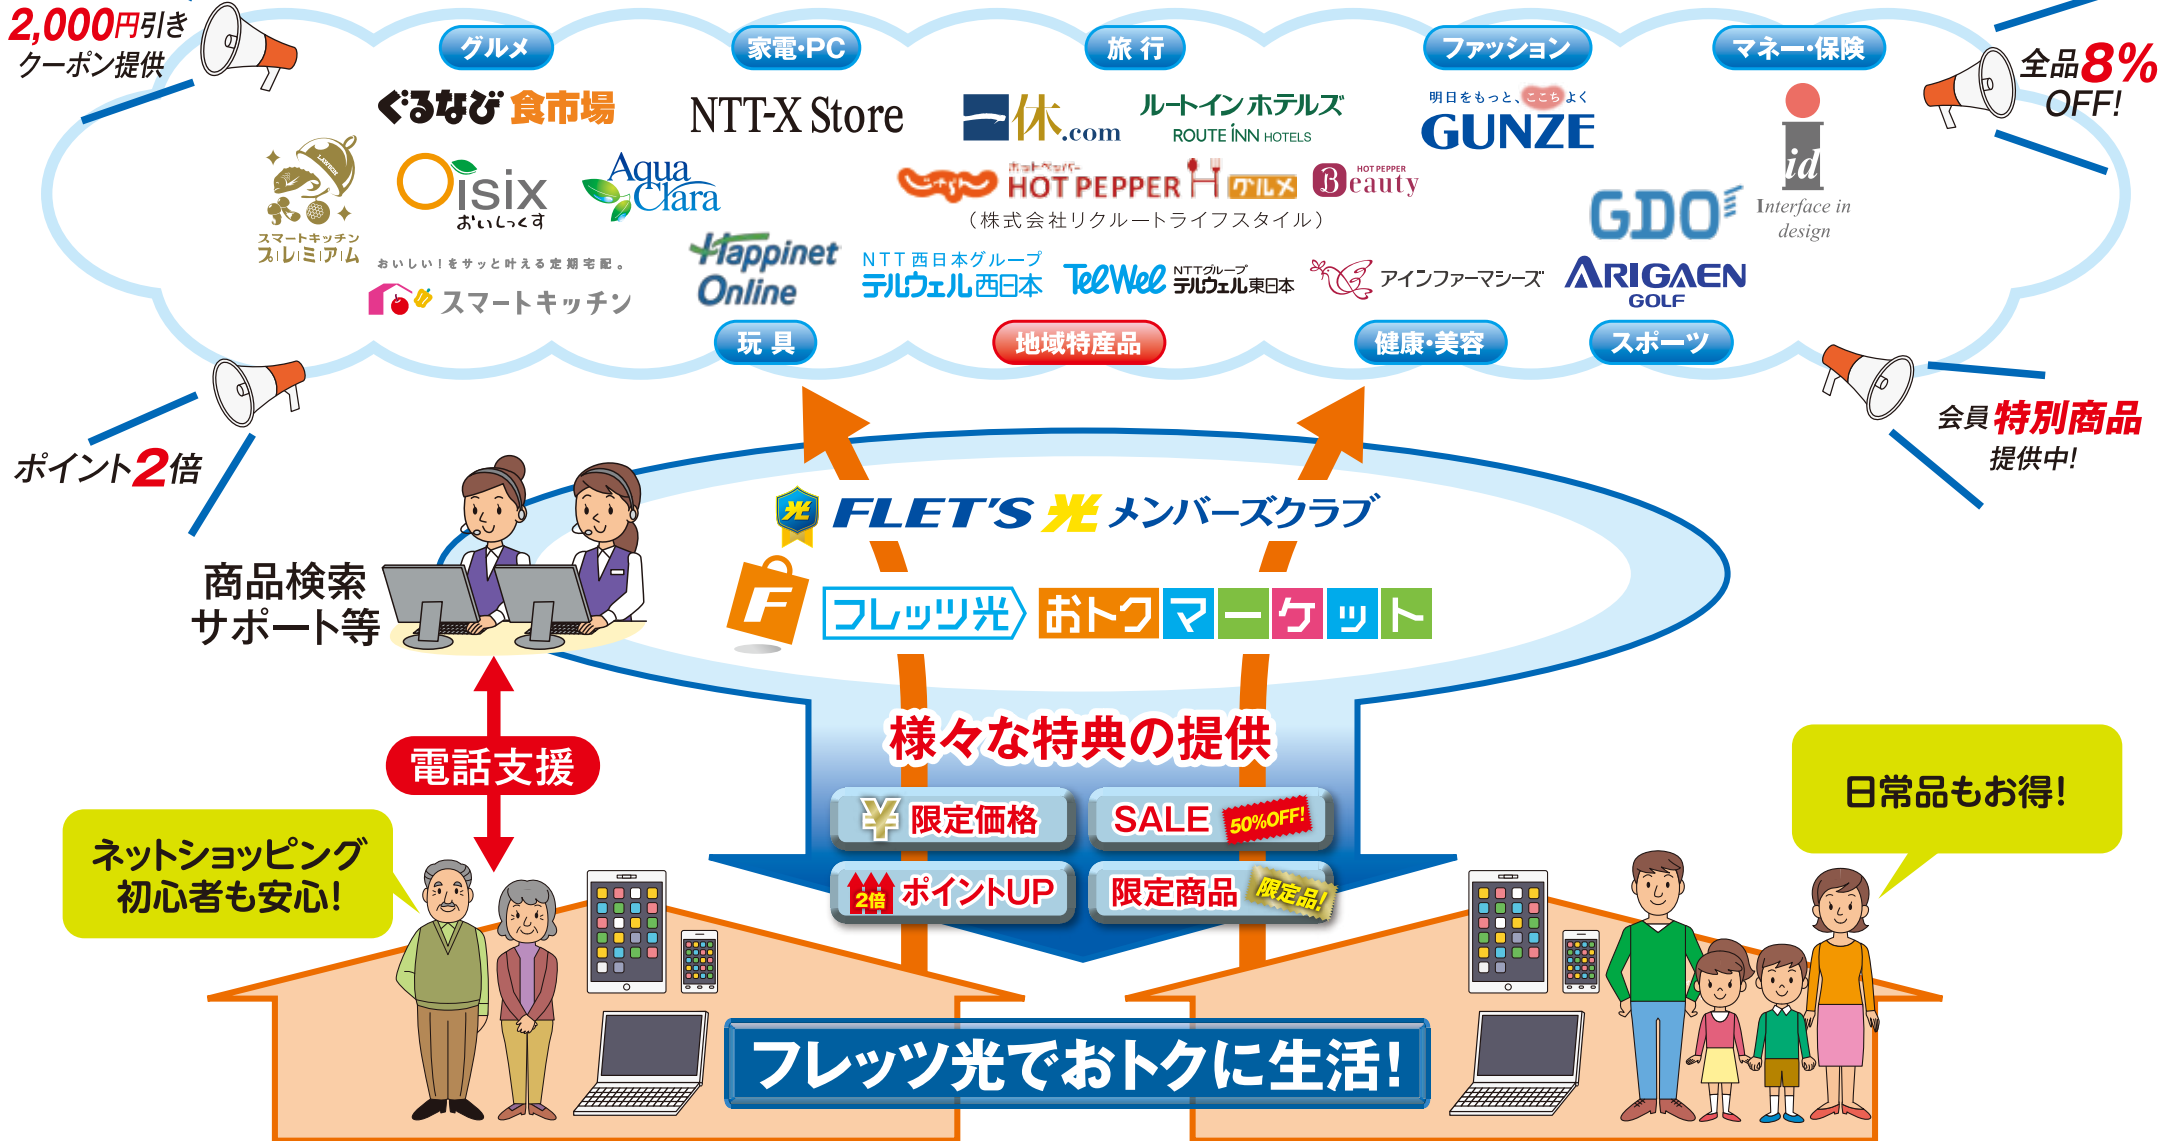 2,000円引き
クーポン提供
グルメ
家電・PC
旅 行
ファッション
マネー・保険
全品8%
OFF!
ぐるなび 食市場
NTT-X Store
一休.com
ルートイン ホテルズ
ROUTE INN HOTELS
明日をもっと、ここちよく
GUNZE
id
Interface in
design
LAWSON
スマートキッチン
プレミアム
Oisix
おいしっくす
Aqua
Clara
じゃらん
ホットペッパー
HOT PEPPER グルメ
HOT PEPPER
Beauty
（株式会社リクルートライフスタイル）
GDO
おいしい！をサッと叶える定期宅配。
スマートキッチン
Happinet
Online
NTT西日本グループ
テルウェル西日本
TelWel
NTTグループ
テルウェル東日本
アインファーマシーズ
ARIGAEN
GOLF
玩 具
地域特産品
健康・美容
スポーツ
ポイント2倍
会員特別商品
提供中!
光 FLET'S 光 メンバーズクラブ
F フレッツ光 おトクマーケット
商品検索
サポート等
電話支援
様々な特典の提供
¥ 限定価格
SALE 50%OFF!
2倍 ポイントUP
限定商品 限定品!
ネットショッピング
初心者も安心!
日常品もお得!
フレッツ光でおトクに生活!